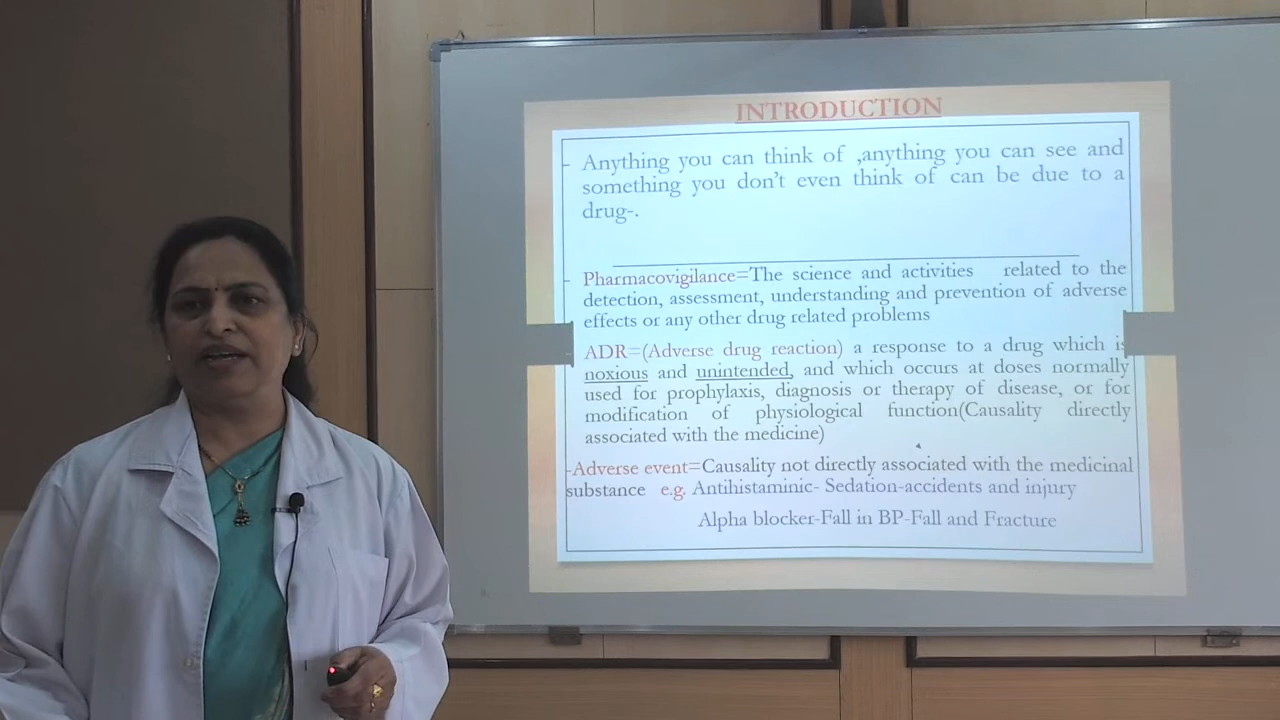 INTRODUCTION
- Anything you can think of ,anything you can see and
something you don't even think of can be due to a
drug-.
- Pharmacovigilance=The science and activities related to the
detection, assessment, understanding and prevention of adverse
effects or any other drug related problems
ADR=(Adverse drug reaction) a response to a drug which is
noxious and unintended, and which occurs at doses normally
used for prophylaxis, diagnosis or therapy of disease, or for
modification of physiological function(Causality directly
associated with the medicine)
-Adverse event=Causality not directly associated with the medicinal
substance e.g. Antihistaminic- Sedation-accidents and injury
Alpha blocker-Fall in BP-Fall and Fracture